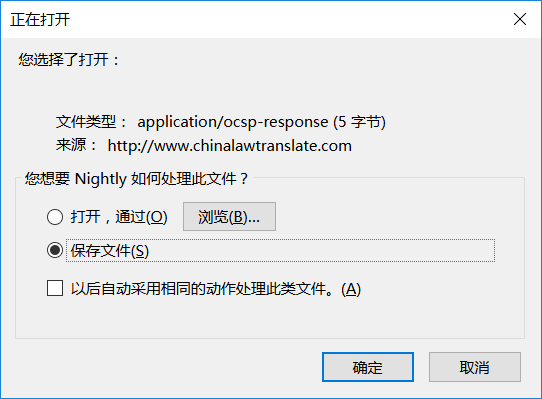 正在打开
您选择了打开：
文件类型： application/ocsp-response (5 字节)
来源： http://www.chinalawtranslate.com
您想要 Nightly 如何处理此文件？
打开，通过(O) 浏览(B)...
保存文件(S)
以后自动采用相同的动作处理此类文件。(A)
确定 取消